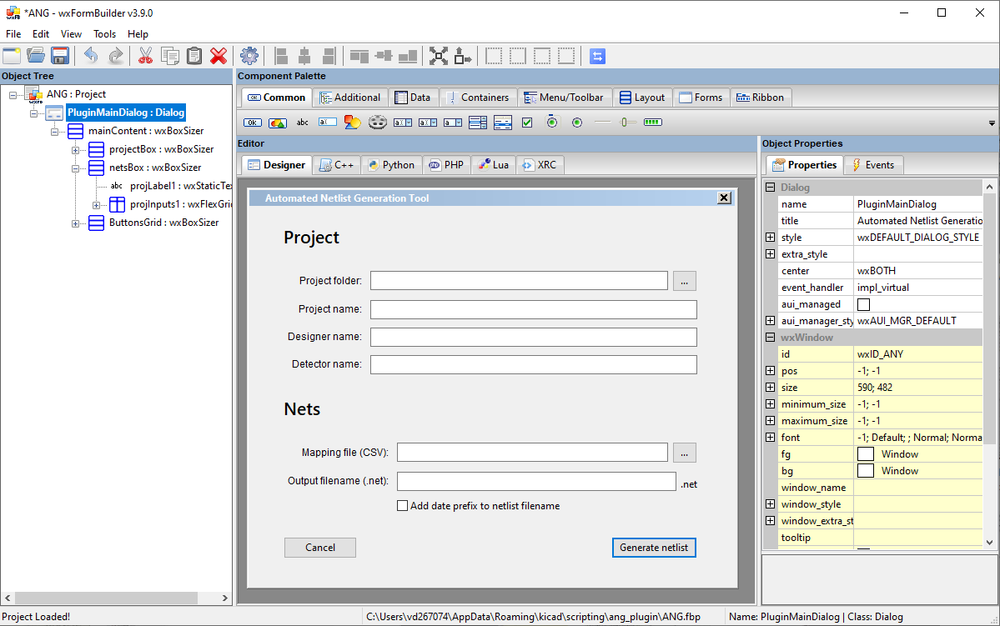 *ANG - wxFormBuilder v3.9.0
File Edit View Tools Help
Object Tree
ANG : Project
PluginMainDialog : Dialog
mainContent : wxBoxSizer
projectBox : wxBoxSizer
netsBox : wxBoxSizer
abc projLabel1 : wxStaticTe
projInputs1 : wxFlexGri
ButtonsGrid : wxBoxSizer
Component Palette
Common Additional Data Containers Menu/Toolbar Layout Forms Ribbon
Ok abc
Editor
Designer C++ Python PHP Lua XRC
Automated Netlist Generation Tool
Project
Project folder: ...
Project name:
Designer name:
Detector name:
Nets
Mapping file (CSV): ...
Output filename (.net): .net
Add date prefix to netlist filename
Cancel Generate netlist
Object Properties
Properties Events
Dialog
name PluginMainDialog
title Automated Netlist Generatio
style wxDEFAULT_DIALOG_STYLE
extra_style
center wxBOTH
event_handler impl_virtual
aui_managed
aui_manager_sty wxAUI_MGR_DEFAULT
wxWindow
id wxID_ANY
pos -1; -1
size 590; 482
minimum_size -1; -1
maximum_size -1; -1
font -1; Default; ; Normal; Norma
fg Window
bg Window
window_name
window_style
window_extra_st
tooltip
Project Loaded! C:\Users\vd267074\AppData\Roaming\kicad\scripting\ang_plugin\ANG.fbp Name: PluginMainDialog | Class: Dialog